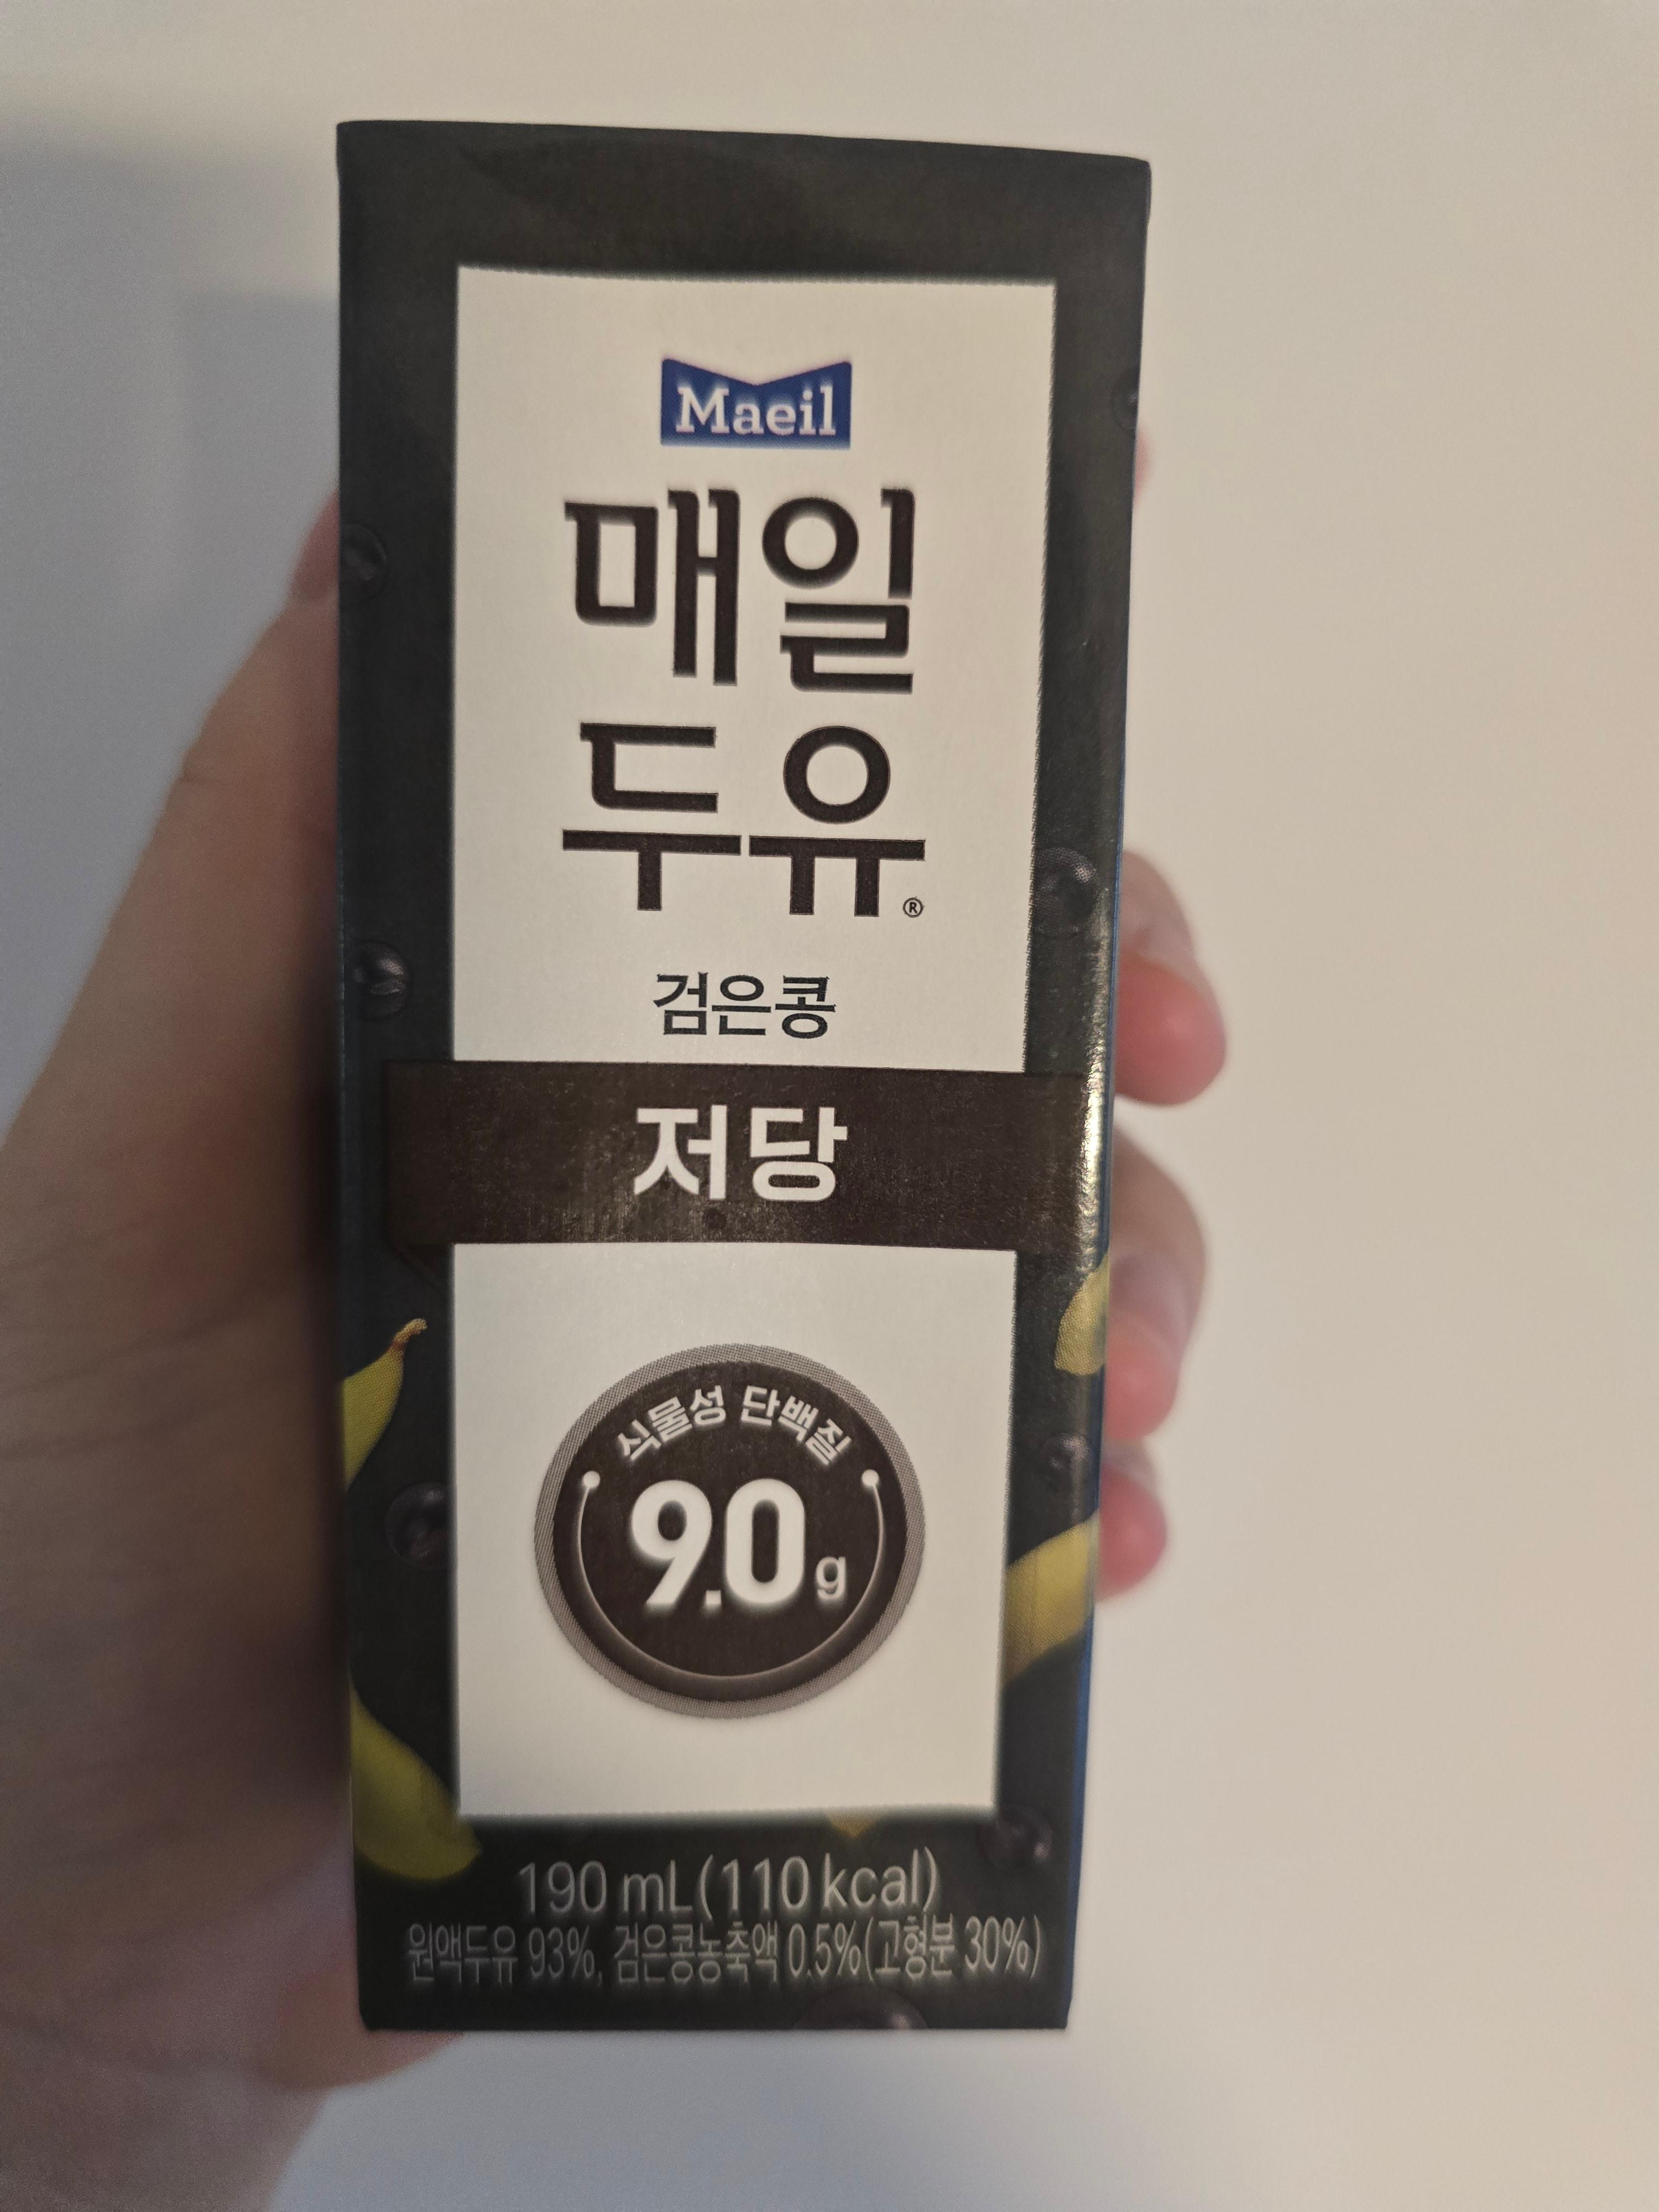 Maeil
매일
두유®
검은콩
저당
식물성 단백질
9.0 g
190 mL(110 kcal)
원액두유 93%, 검은콩농축액 0.5%(고형분 30%)